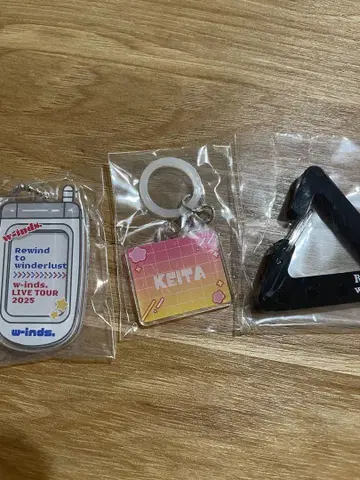 w-inds.
Rewind
to
winderlust
w-inds.
LIVE TOUR
2025
w-inds.
KEITA